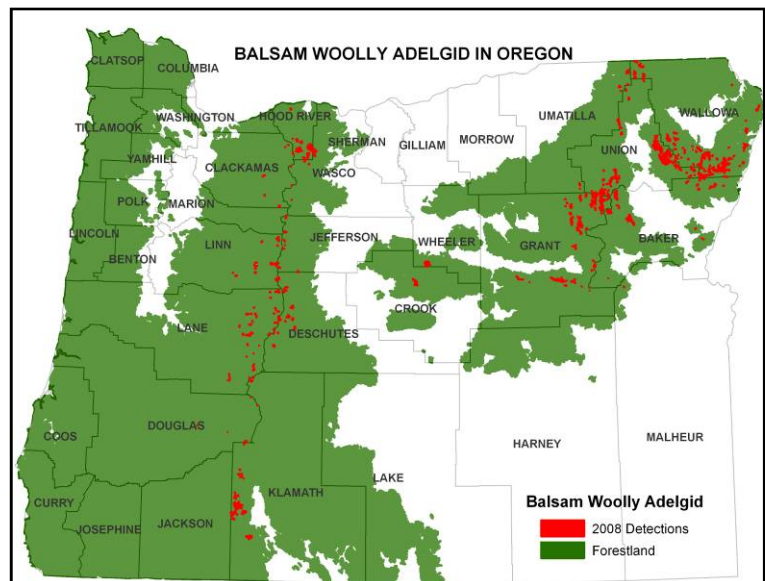 BALSAM WOOLLY ADELGID IN OREGON
CLATSOP
COLUMBIA
TILLAMOOK
WASHINGTON
HOOD RIVER
SHERMAN
GILLIAM
MORROW
UMATILLA
WALLOWA
UNION
YAMHILL
CLACKAMAS
WASCO
POLK
MARION
LINCOLN
BENTON
LINN
JEFFERSON
WHEELER
GRANT
BAKER
CROOK
LANE
DESCHUTES
COOS
DOUGLAS
HARNEY
MALHEUR
LAKE
KLAMATH
CURRY
JOSEPHINE
JACKSON
Balsam Woolly Adelgid
2008 Detections
Forestland